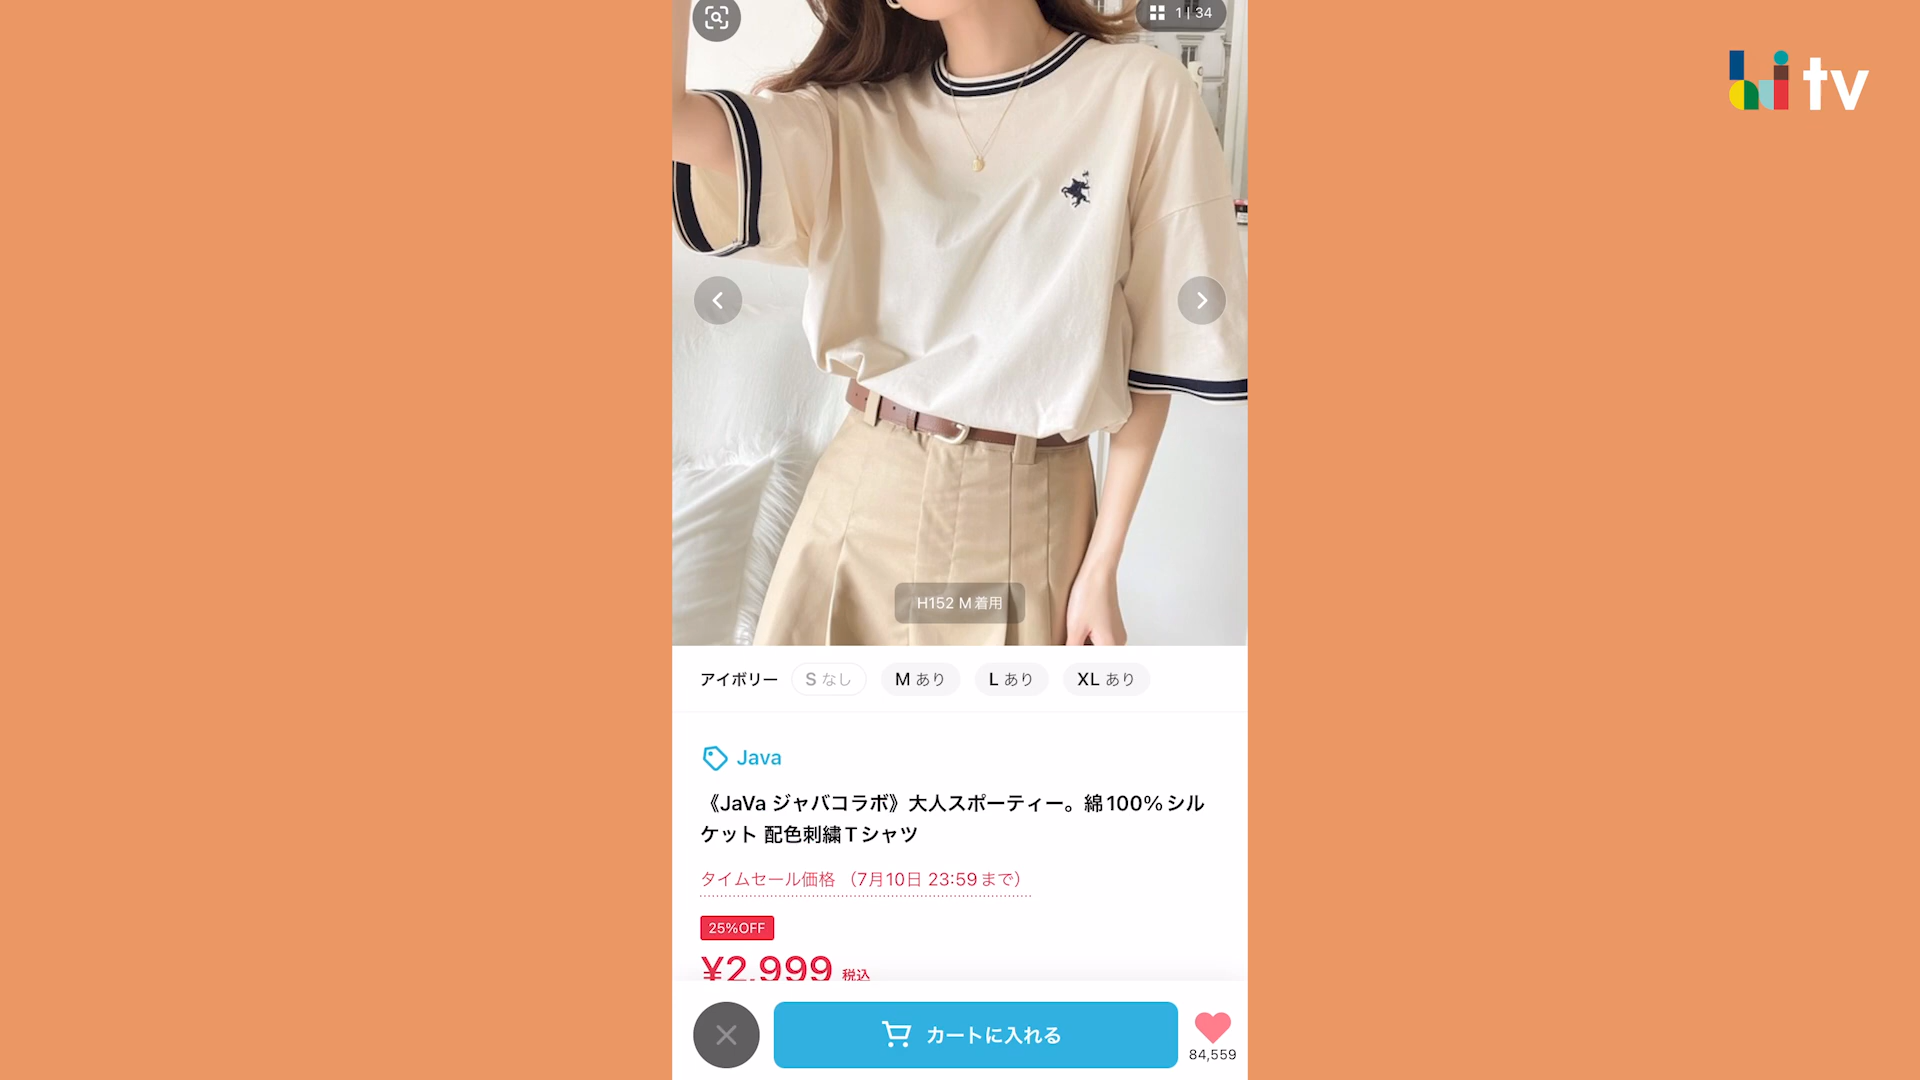 1 | 34
tv
H152 M着用
アイボリー S なし M あり L あり XL あり
Java
《JaVa ジャバコラボ》大人スポーティー。綿100%シル
ケット 配色刺繍Tシャツ
タイムセール価格 （7月10日 23:59まで）
25%OFF
¥2,999 税込
カートに入れる
84,559